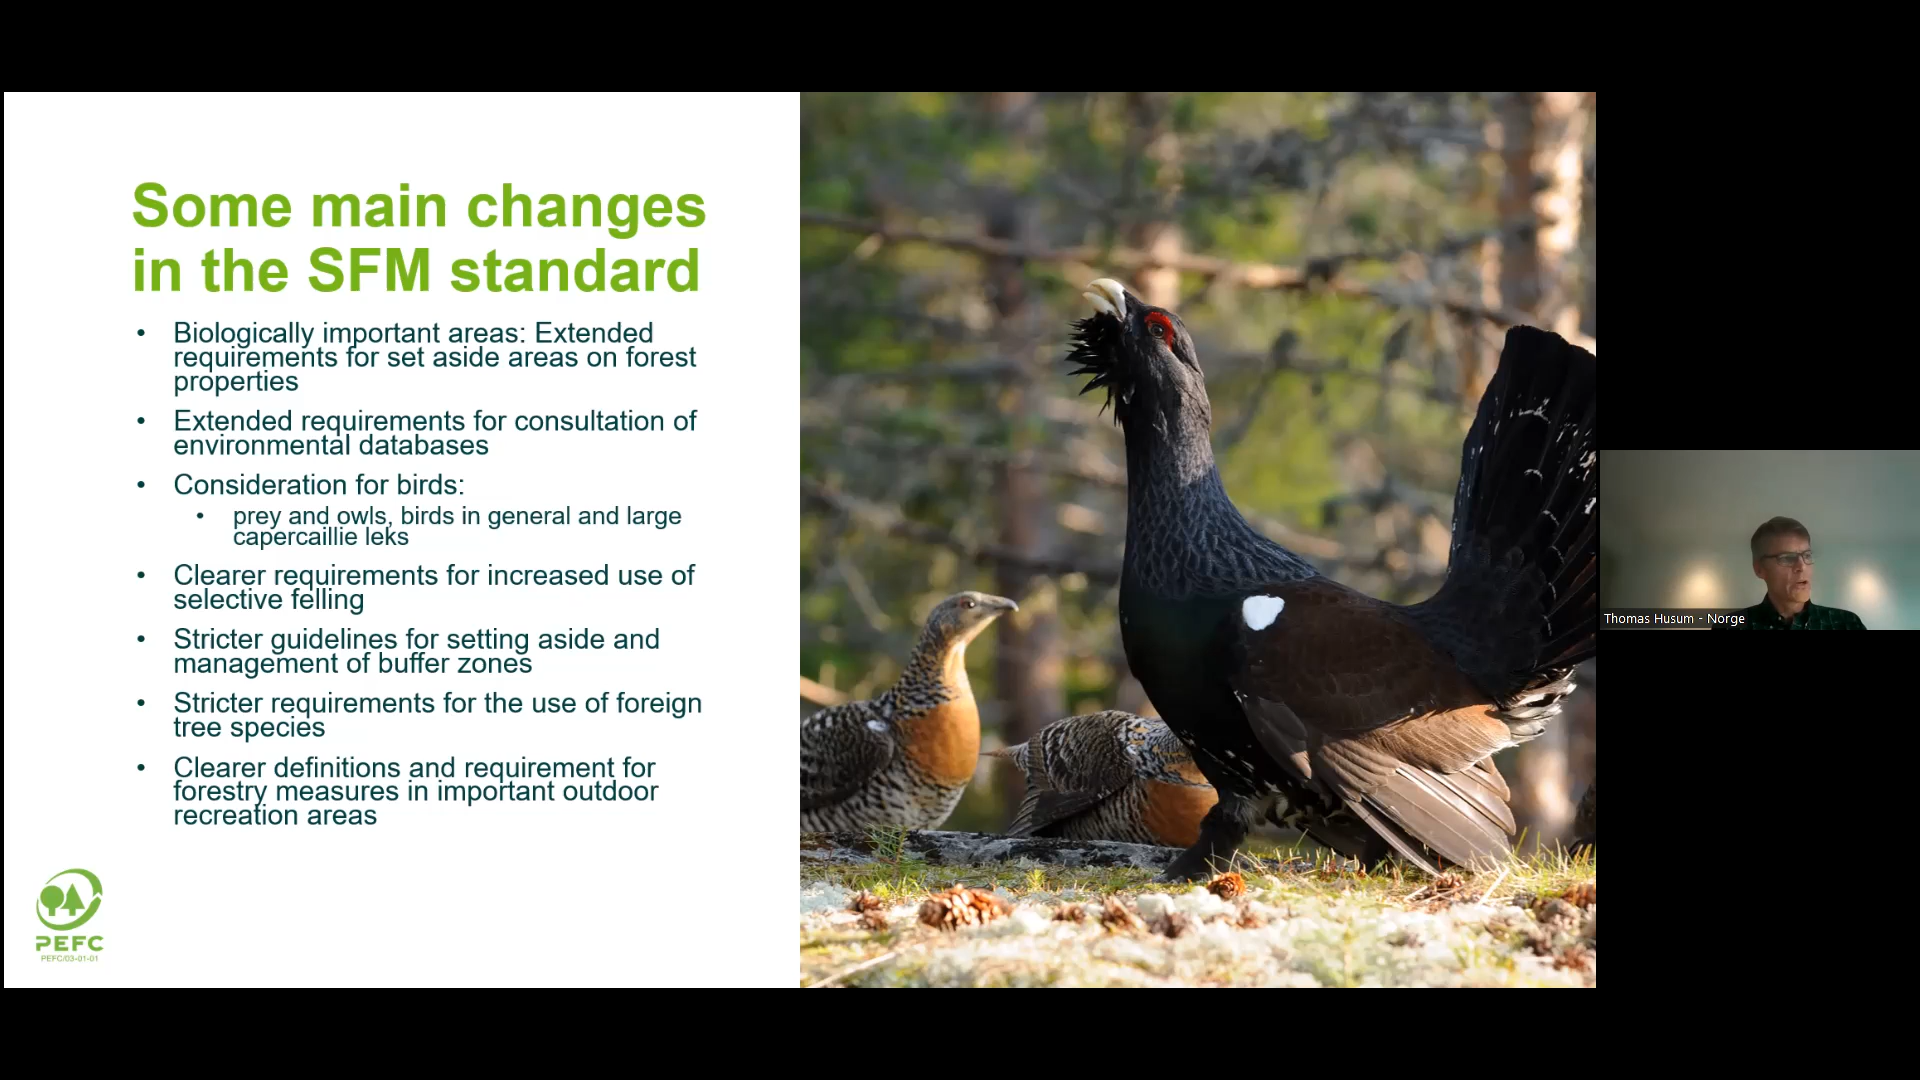 Some main changes
in the SFM standard
• Biologically important areas: Extended
requirements for set aside areas on forest
properties
• Extended requirements for consultation of
environmental databases
• Consideration for birds:
• prey and owls, birds in general and large
capercaillie leks
• Clearer requirements for increased use of
selective felling
• Stricter guidelines for setting aside and
management of buffer zones
• Stricter requirements for the use of foreign
tree species
• Clearer definitions and requirement for
forestry measures in important outdoor
recreation areas
PEFC
PEFC/03-01-01
Thomas Husum - Norge